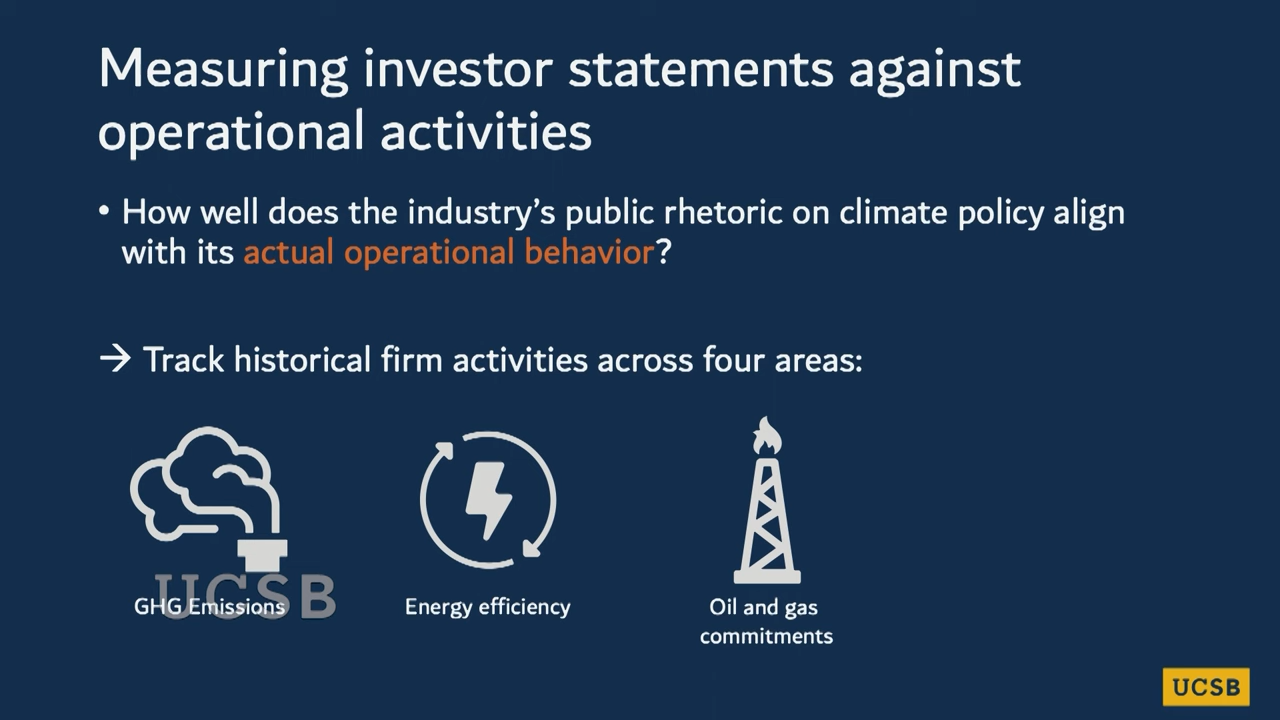 Measuring investor statements against
operational activities
• How well does the industry's public rhetoric on climate policy align
with its actual operational behavior?
→ Track historical firm activities across four areas:
UCSB
GHG Emissions
Energy efficiency
Oil and gas
commitments
UCSB